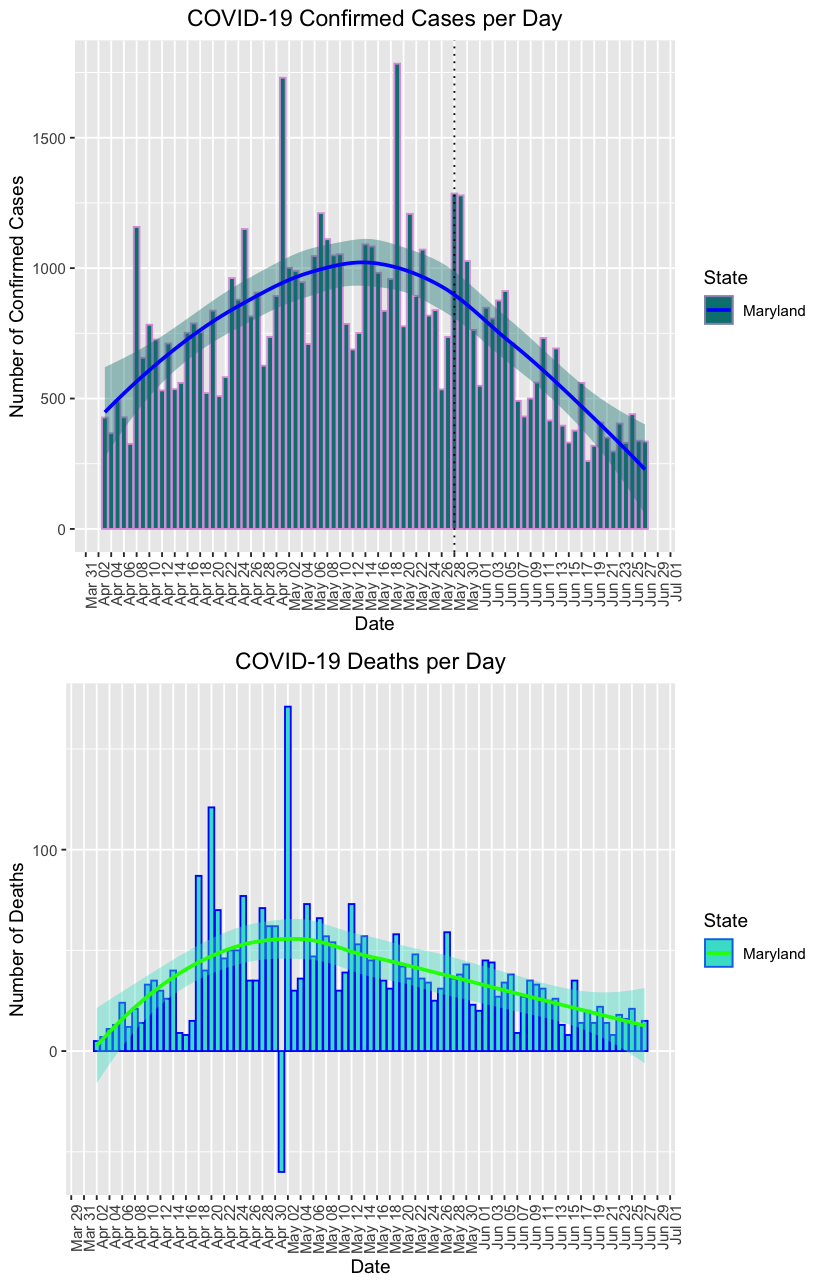 COVID-19 Confirmed Cases per Day
Number of Confirmed Cases
1500
1000
500
0
Mar 31
Apr 02
Apr 04
Apr 06
Apr 08
Apr 10
Apr 12
Apr 14
Apr 16
Apr 18
Apr 20
Apr 22
Apr 24
Apr 26
Apr 28
Apr 30
May 02
May 04
May 06
May 08
May 10
May 12
May 14
May 16
May 18
May 20
May 22
May 24
May 26
May 28
May 30
Jun 01
Jun 03
Jun 05
Jun 07
Jun 09
Jun 11
Jun 13
Jun 15
Jun 17
Jun 19
Jun 21
Jun 23
Jun 25
Jun 27
Jun 29
Jul 01
Date
State
Maryland
COVID-19 Deaths per Day
Number of Deaths
100
0
Mar 29
Mar 31
Apr 02
Apr 04
Apr 06
Apr 08
Apr 10
Apr 12
Apr 14
Apr 16
Apr 18
Apr 20
Apr 22
Apr 24
Apr 26
Apr 28
Apr 30
May 02
May 04
May 06
May 08
May 10
May 12
May 14
May 16
May 18
May 20
May 22
May 24
May 26
May 28
May 30
Jun 01
Jun 03
Jun 05
Jun 07
Jun 09
Jun 11
Jun 13
Jun 15
Jun 17
Jun 19
Jun 21
Jun 23
Jun 25
Jun 27
Jun 29
Jul 01
Date
State
Maryland